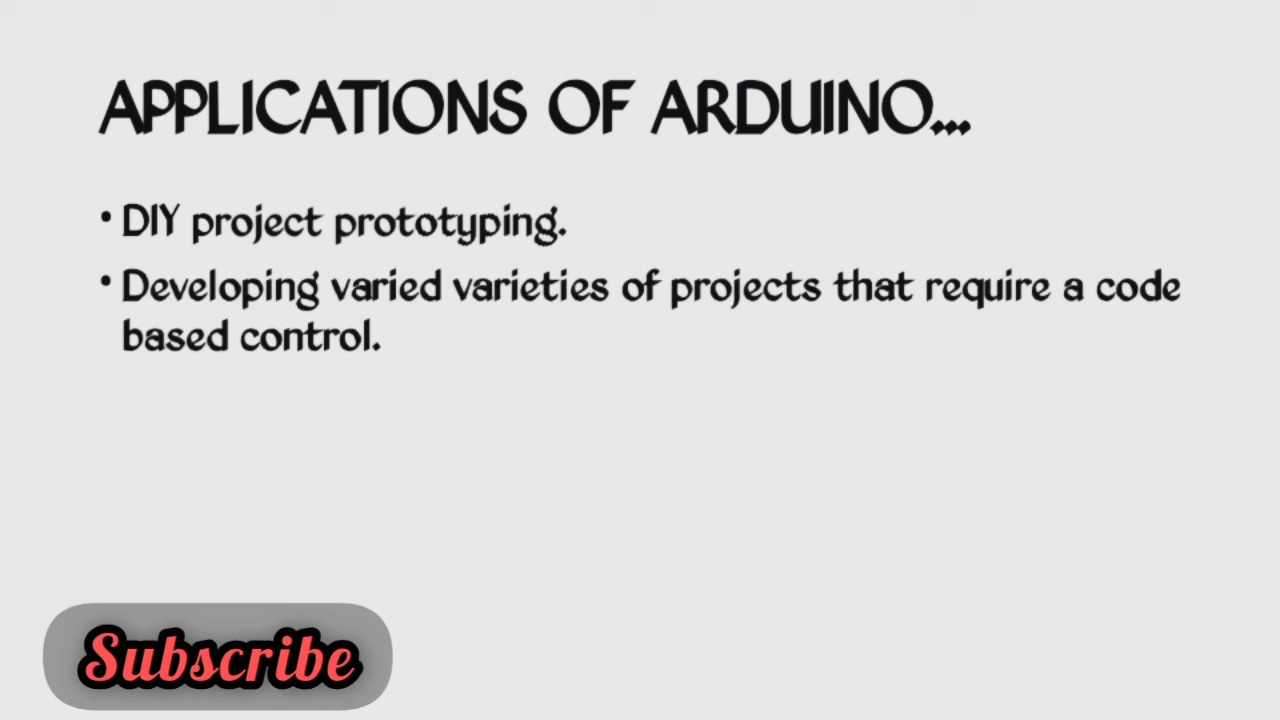 APPLICATIONS OF ARDUINO...
• DIY project prototyping.
• Developing varied varieties of projects that require a code
based control.
Subscribe